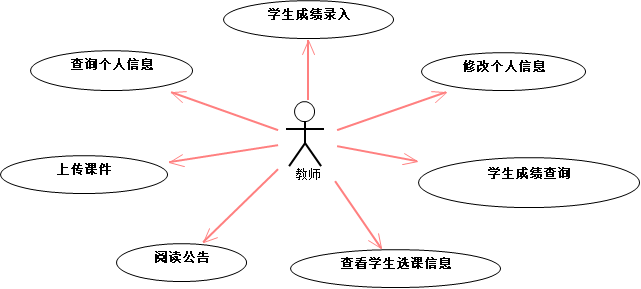 学生成绩录入
查询个人信息
修改个人信息
上传课件
教师
学生成绩查询
阅读公告
查看学生选课信息